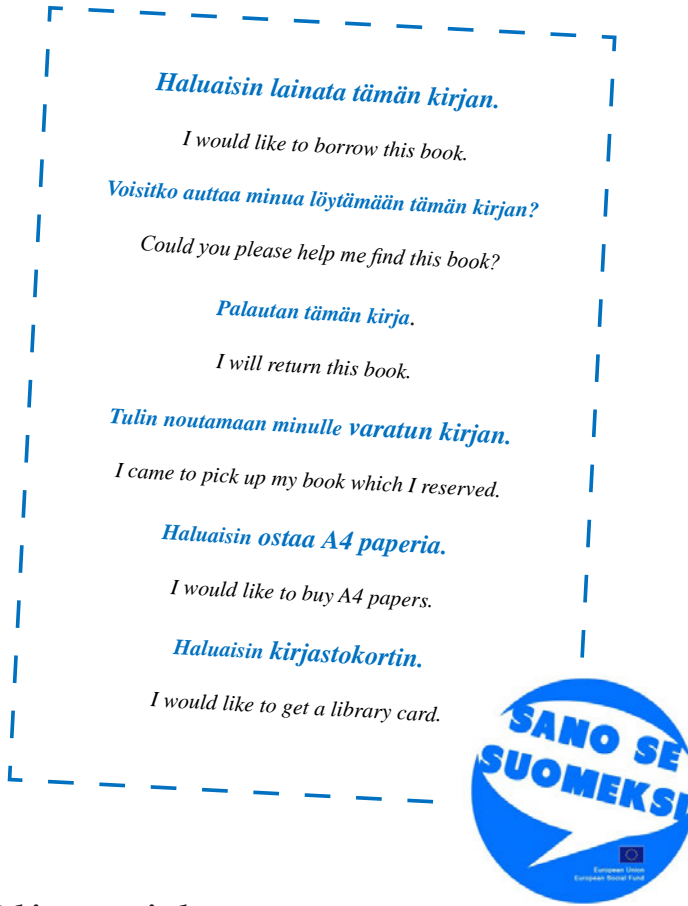 Haluaisin lainata tämän kirjan.
I would like to borrow this book.
Voisitko auttaa minua löytämään tämän kirjan?
Could you please help me find this book?
Palautan tämän kirja.
I will return this book.
Tulin noutamaan minulle varatun kirjan.
I came to pick up my book which I reserved.
Haluaisin ostaa A4 paperia.
I would like to buy A4 papers.
Haluaisin kirjastokortin.
I would like to get a library card.
SANO SE
SUOMEKSI
European Union
European Social Fund